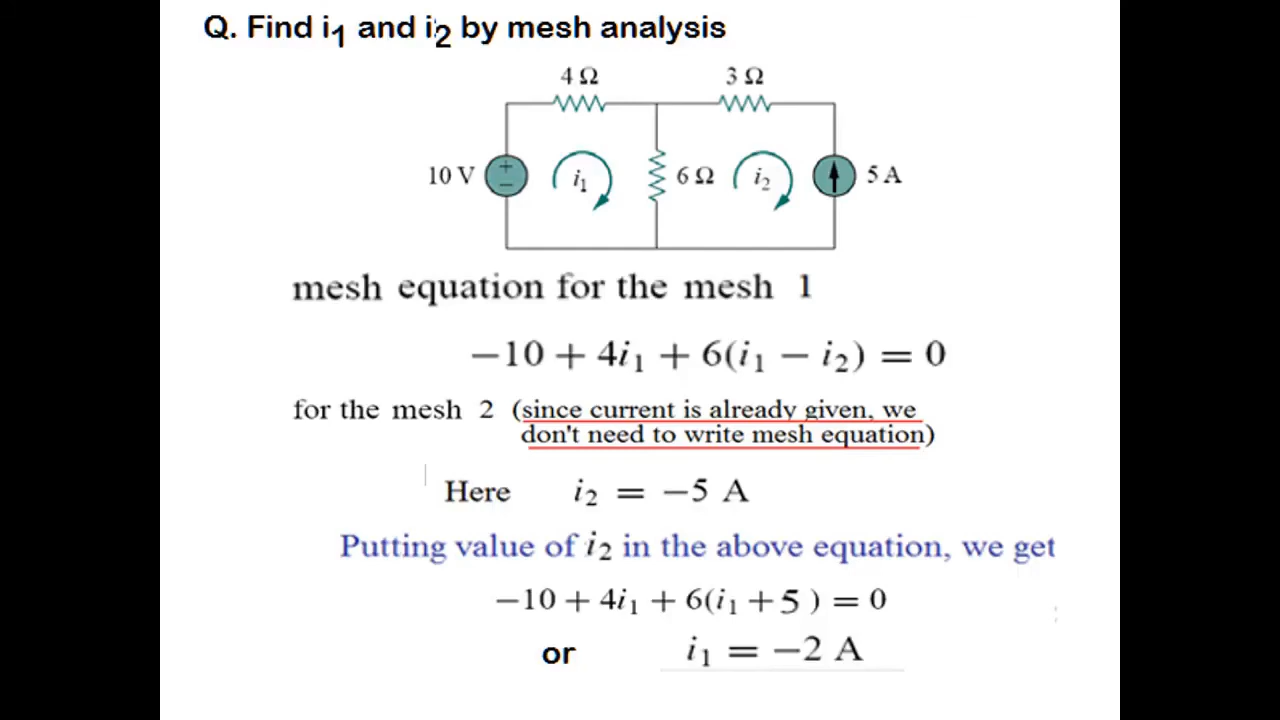 Q. Find i₁ and i₂ by mesh analysis
4 Ω
3 Ω
10 V
+
−
i₁
6 Ω
i₂
5 A
mesh equation for the mesh 1
−10 + 4i₁ + 6(i₁ − i₂) = 0
for the mesh 2 (since current is already given, we
don't need to write mesh equation)
Here i₂ = −5 A
Putting value of i₂ in the above equation, we get
−10 + 4i₁ + 6(i₁ + 5 ) = 0
or i₁ = −2 A